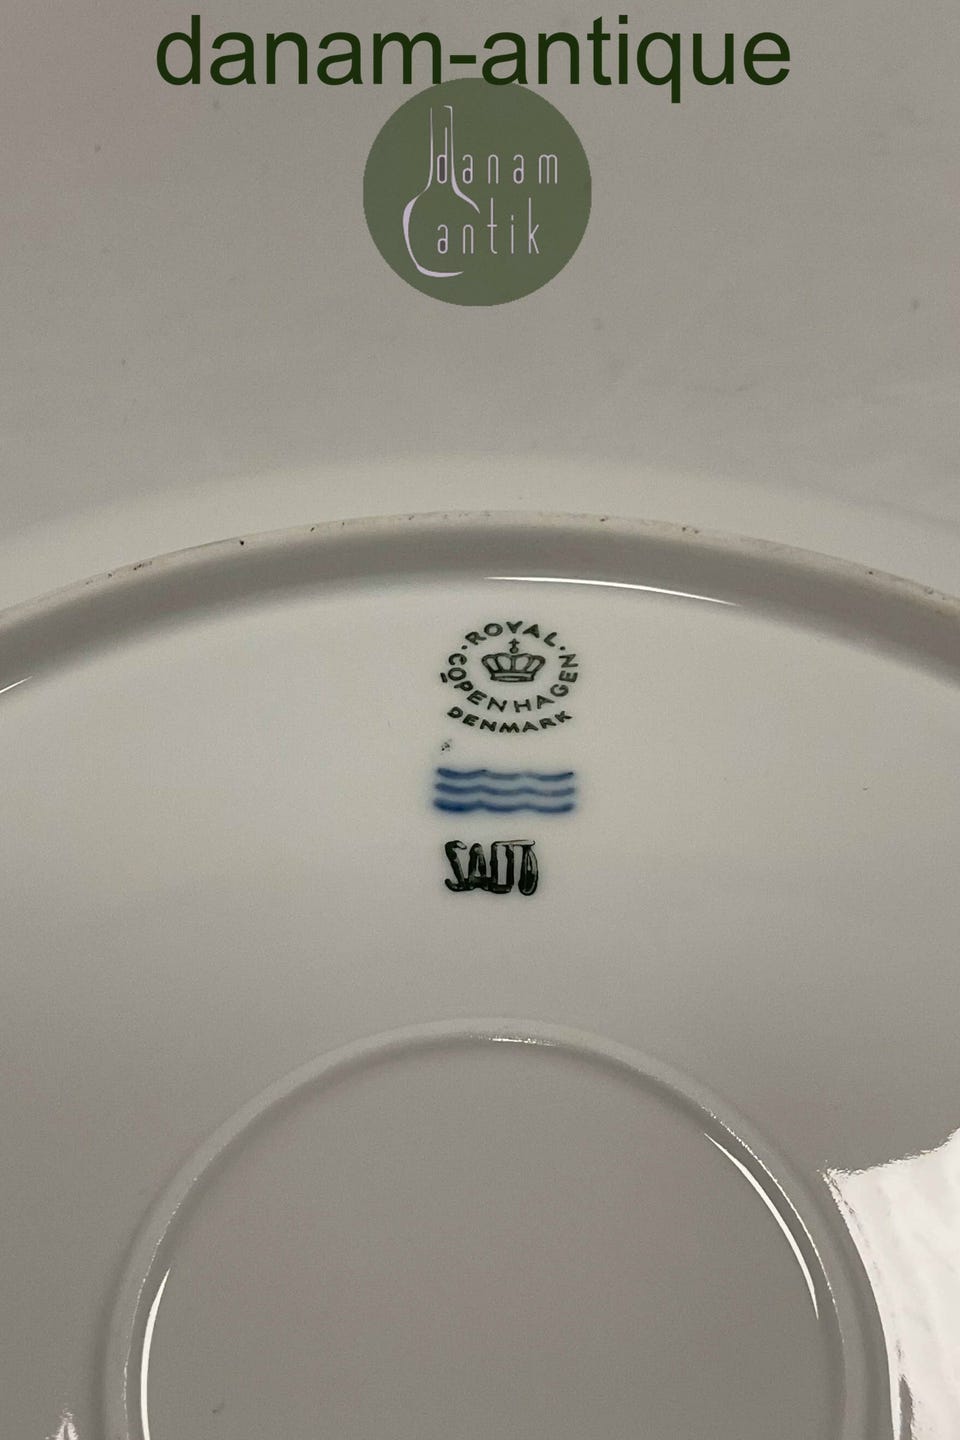 danam-antique
danam
antik
ROYAL
COPENHAGEN
DENMARK
SALTO